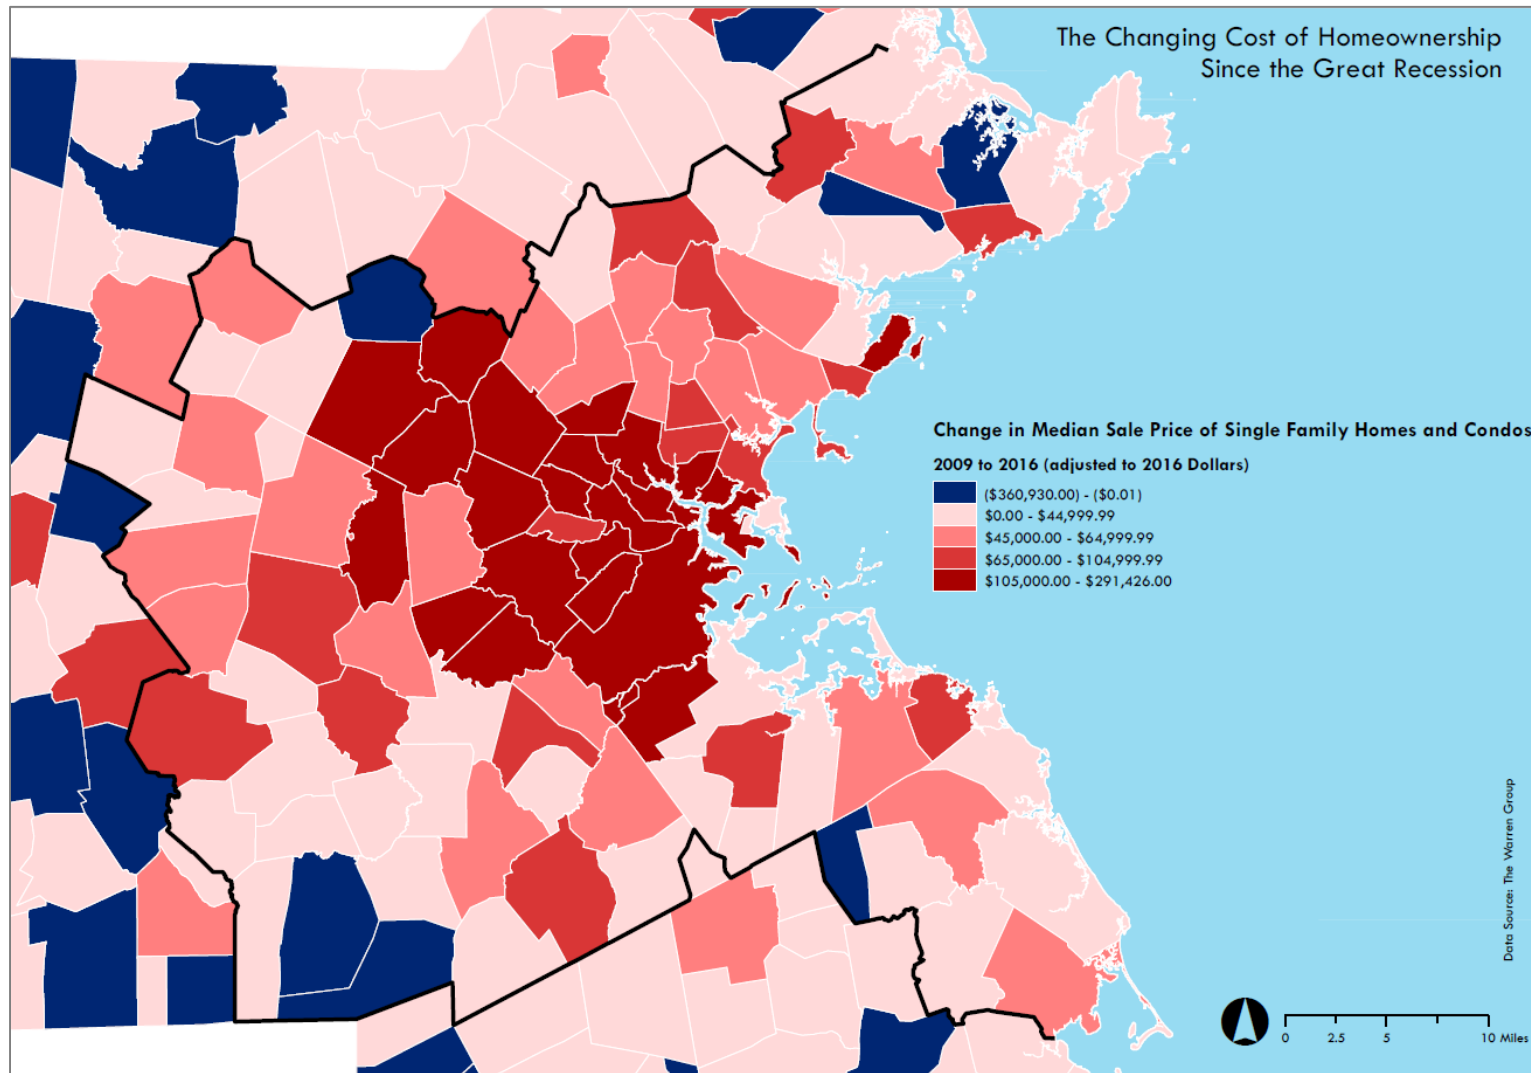 The Changing Cost of Homeownership
Since the Great Recession
Change in Median Sale Price of Single Family Homes and Condos
2009 to 2016 (adjusted to 2016 Dollars)
($360,930.00) - ($0.01)
$0.00 - $44,999.99
$45,000.00 - $64,999.99
$65,000.00 - $104,999.99
$105,000.00 - $291,426.00
Data Source: The Warren Group
0 2.5 5 10 Miles